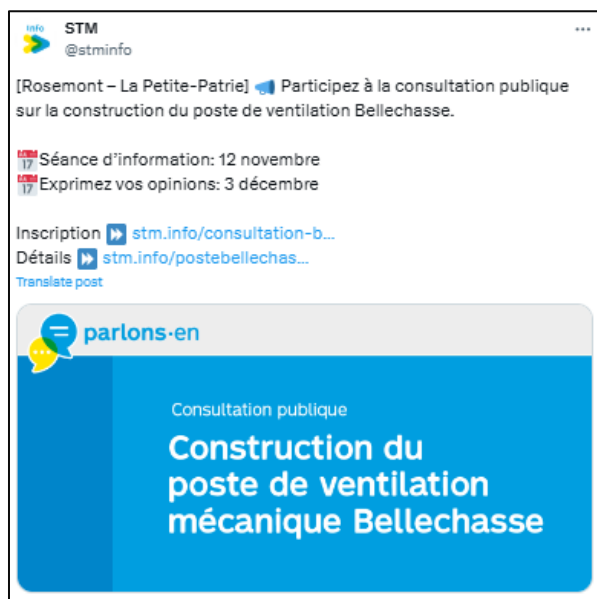 info
STM
@stminfo
[Rosemont – La Petite-Patrie] 📣 Participez à la consultation publique
sur la construction du poste de ventilation Bellechasse.
📅Séance d'information: 12 novembre
📅Exprimez vos opinions: 3 décembre
Inscription ⏩ stm.info/consultation-b...
Détails ⏩ stm.info/postebellechas...
Translate post
parlons·en
Consultation publique
Construction du
poste de ventilation
mécanique Bellechasse